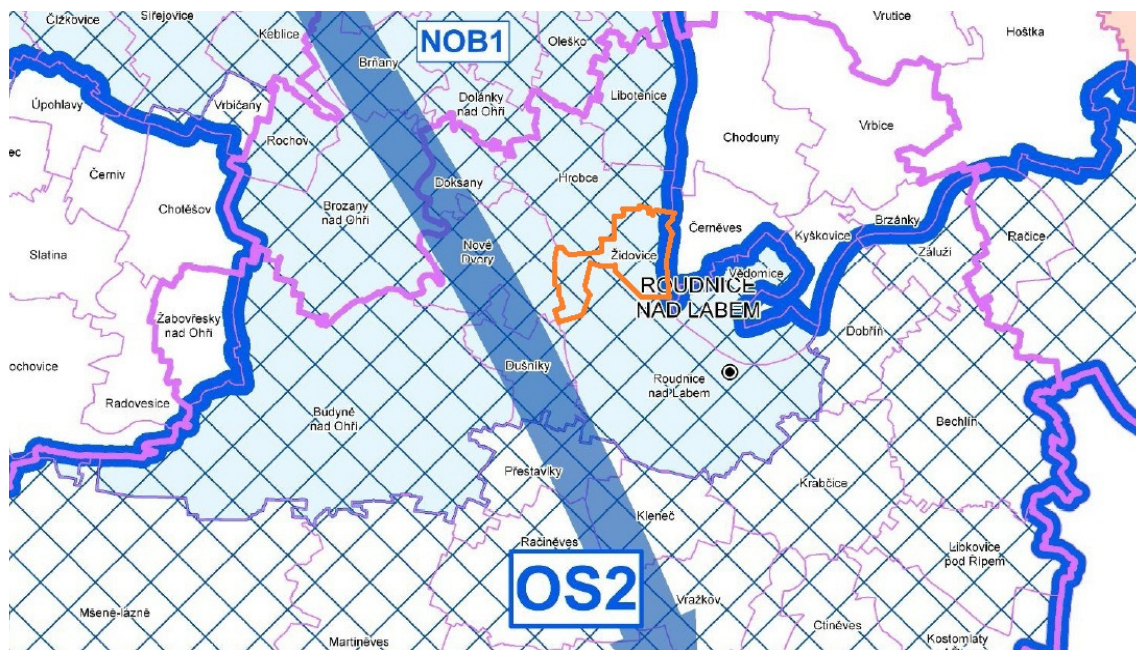 Čížkovice
Siřejovice
Keblice
NOB1
Oleško
Vrutice
Hoštka
Brňany
Úpohlavy
Vrbičany
Dolánky
nad Ohří
Libotenice
Rochov
Chodouny
Vrbice
ec
Černiv
Doksany
Hrobce
Chotěšov
Brozany
nad Ohří
Černěves
Brzánky
Kyškovice
Račice
Slatina
Nové
Dvory
Židovice
Záluží
Vědomice
ROUDNICE
NAD LABEM
Žabovřesky
nad Ohří
Dobříň
ochovice
Dušníky
Roudnice
nad Labem
Radovesice
Budyně
nad Ohří
Bechlín
Přestavlky
Krabčice
Kleneč
Račiněves
Libkovice
pod Řípem
OS2
Vražkov
Mšené-lázně
Ctiněves
Martiněves
Kostomlaty